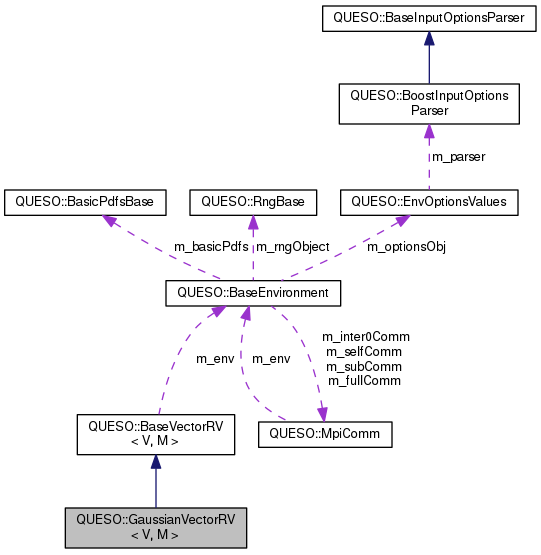 QUESO::BaseInputOptionsParser
QUESO::BoostInputOptions
Parser
m_parser
QUESO::BasicPdfsBase
QUESO::RngBase
QUESO::EnvOptionsValues
m_basicPdfs
m_rngObject
m_optionsObj
QUESO::BaseEnvironment
m_inter0Comm
m_selfComm
m_subComm
m_fullComm
m_env
m_env
QUESO::BaseVectorRV
< V, M >
QUESO::MpiComm
QUESO::GaussianVectorRV
< V, M >